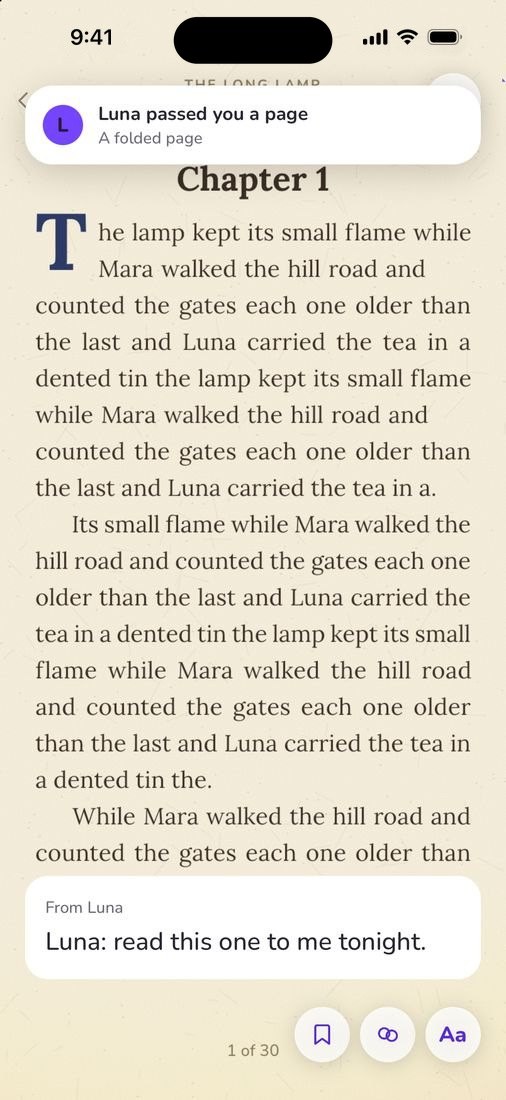 9:41
THE LONG LAMP
L
Luna passed you a page
A folded page
Chapter 1
The lamp kept its small flame while
Mara walked the hill road and
counted the gates each one older than
the last and Luna carried the tea in a
dented tin the lamp kept its small flame
while Mara walked the hill road and
counted the gates each one older than
the last and Luna carried the tea in a.
Its small flame while Mara walked the
hill road and counted the gates each one
older than the last and Luna carried the
tea in a dented tin the lamp kept its small
flame while Mara walked the hill road
and counted the gates each one older
than the last and Luna carried the tea in
a dented tin the.
While Mara walked the hill road and
counted the gates each one older than
From Luna
Luna: read this one to me tonight.
1 of 30
Aa